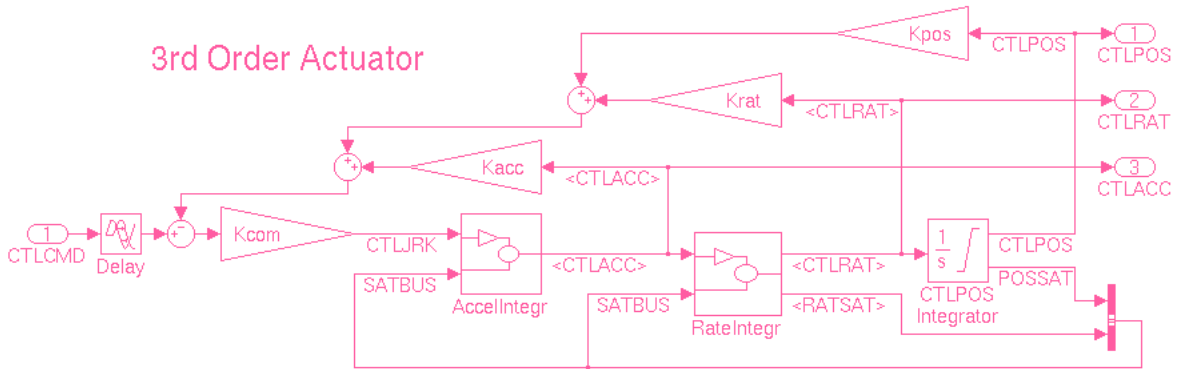 3rd Order Actuator
Kpos
CTLPOS
1
CTLPOS
+
+
Krat
<CTLRAT>
2
CTLRAT
+
+
Kacc
<CTLACC>
3
CTLACC
1
CTLCMD
Delay
+
−
Kcom
CTLJRK
SATBUS
AccelIntegr
<CTLACC>
SATBUS
RateIntegr
<CTLRAT>
<RATSAT>
1
s
CTLPOS
Integrator
CTLPOS
POSSAT